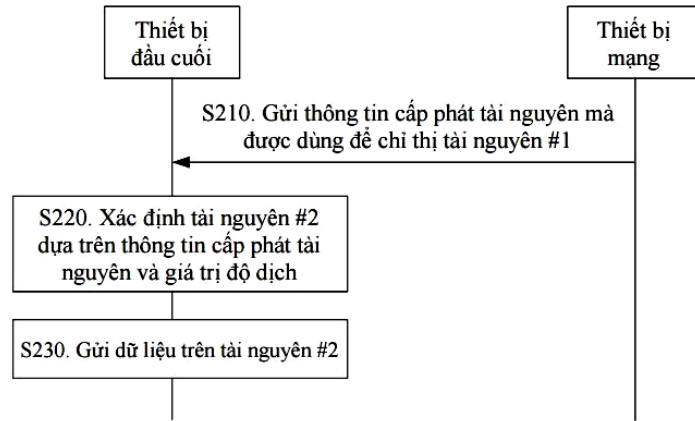 Thiết bị
đầu cuối
Thiết bị
mạng
S210. Gửi thông tin cấp phát tài nguyên mà
được dùng để chỉ thị tài nguyên #1
S220. Xác định tài nguyên #2
dựa trên thông tin cấp phát tài
nguyên và giá trị độ dịch
S230. Gửi dữ liệu trên tài nguyên #2